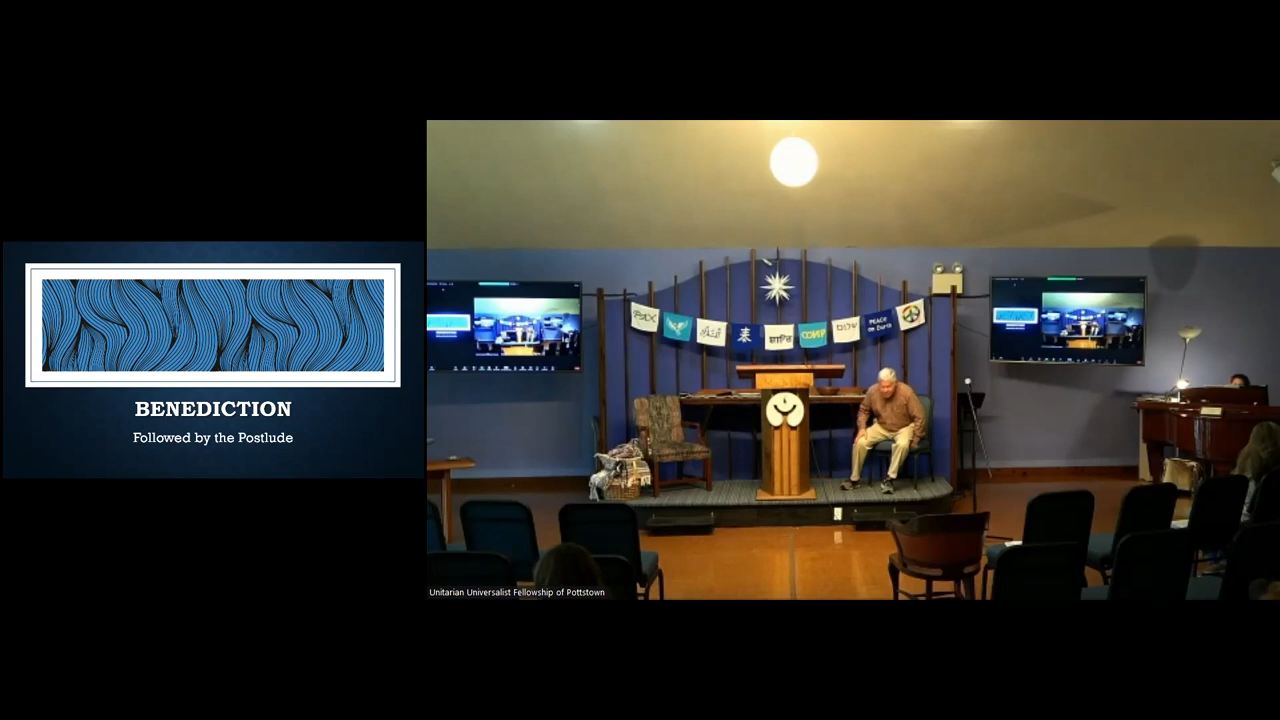 BENEDICTION
Followed by the Postlude
PAX
שלום
PEACE
on Earth
Unitarian Universalist Fellowship of Pottstown